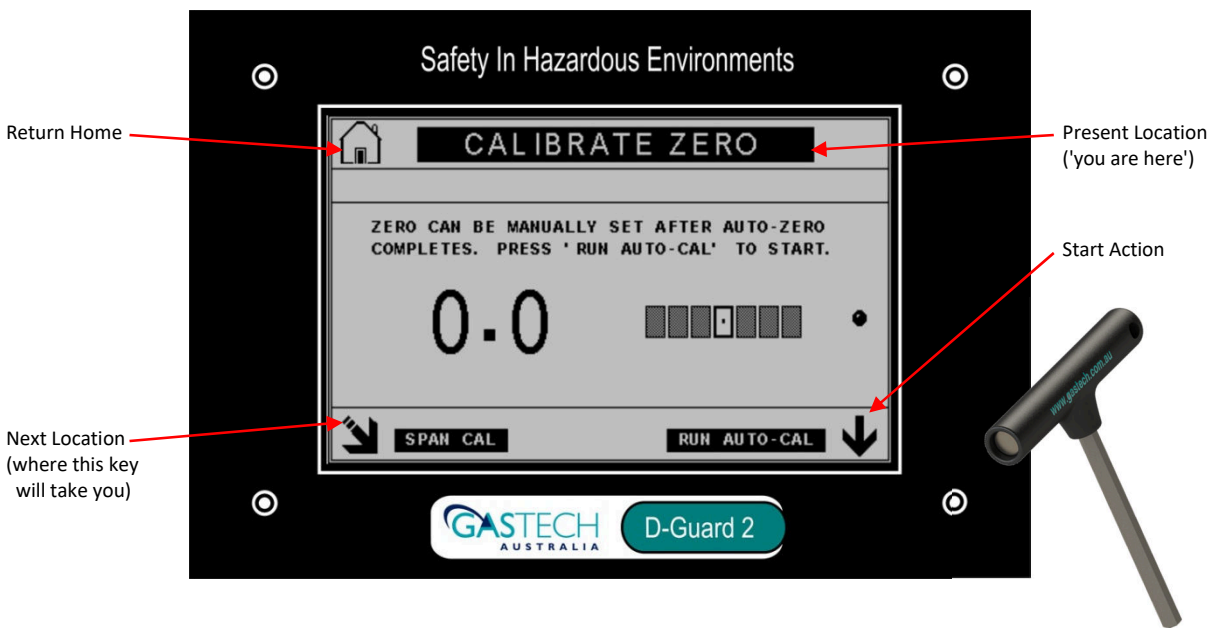 Safety In Hazardous Environments
Return Home
CALIBRATE ZERO
Present Location
('you are here')
ZERO CAN BE MANUALLY SET AFTER AUTO-ZERO
COMPLETES. PRESS 'RUN AUTO-CAL' TO START.
Start Action
0.0
www.gastech.com.au
Next Location
(where this key
will take you)
SPAN CAL
RUN AUTO-CAL
GASTECH
AUSTRALIA
D-Guard 2